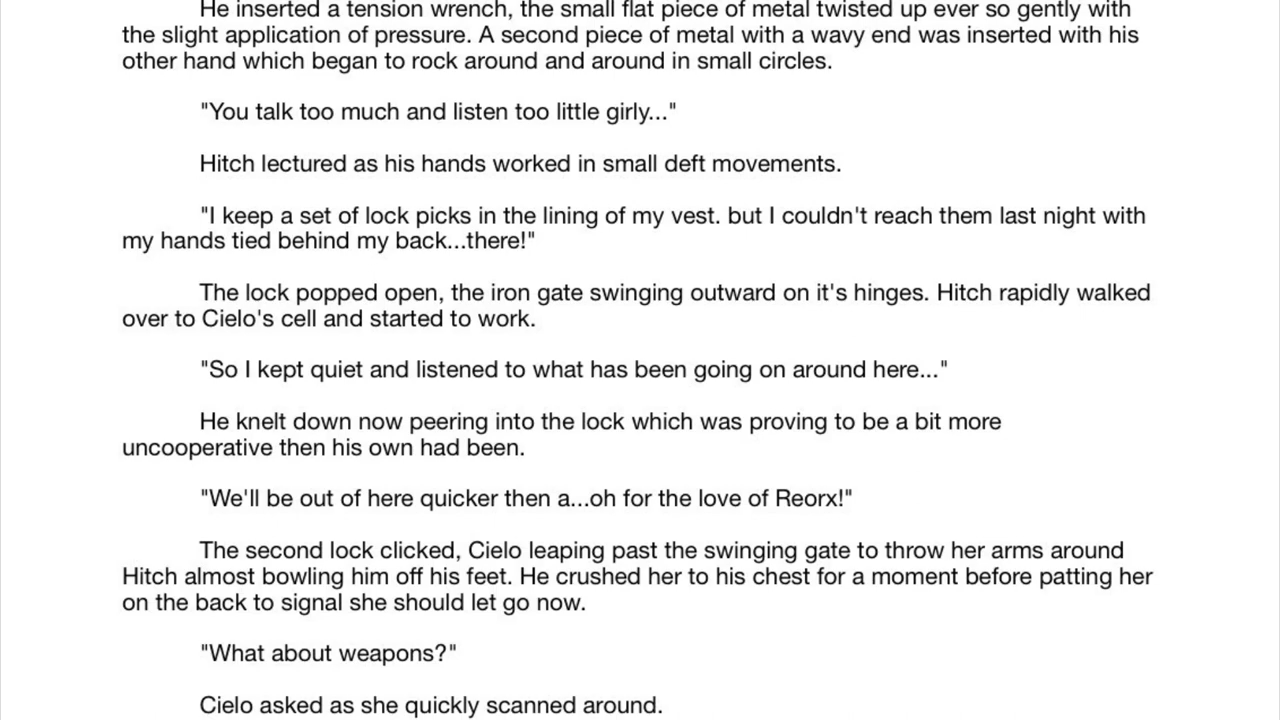 He inserted a tension wrench, the small flat piece of metal twisted up ever so gently with
the slight application of pressure. A second piece of metal with a wavy end was inserted with his
other hand which began to rock around and around in small circles.
"You talk too much and listen too little girly..."
Hitch lectured as his hands worked in small deft movements.
"I keep a set of lock picks in the lining of my vest. but I couldn't reach them last night with
my hands tied behind my back...there!"
The lock popped open, the iron gate swinging outward on it's hinges. Hitch rapidly walked
over to Cielo's cell and started to work.
"So I kept quiet and listened to what has been going on around here..."
He knelt down now peering into the lock which was proving to be a bit more
uncooperative then his own had been.
"We'll be out of here quicker then a...oh for the love of Reorx!"
The second lock clicked, Cielo leaping past the swinging gate to throw her arms around
Hitch almost bowling him off his feet. He crushed her to his chest for a moment before patting her
on the back to signal she should let go now.
"What about weapons?"
Cielo asked as she quickly scanned around.